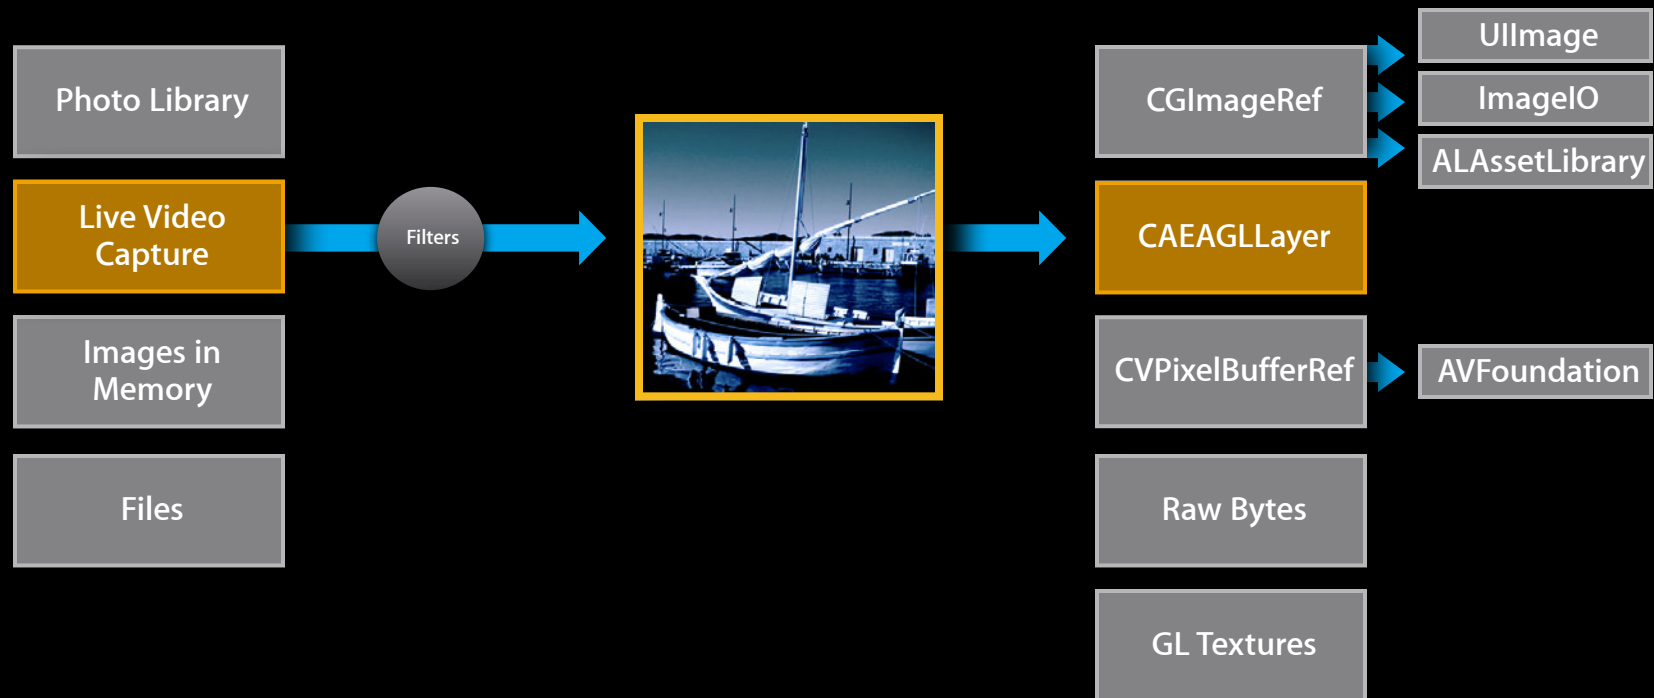 Photo Library
Live Video
Capture
Images in
Memory
Files
Filters
CGImageRef
CAEAGLLayer
CVPixelBufferRef
Raw Bytes
GL Textures
UIImage
ImageIO
ALAssetLibrary
AVFoundation